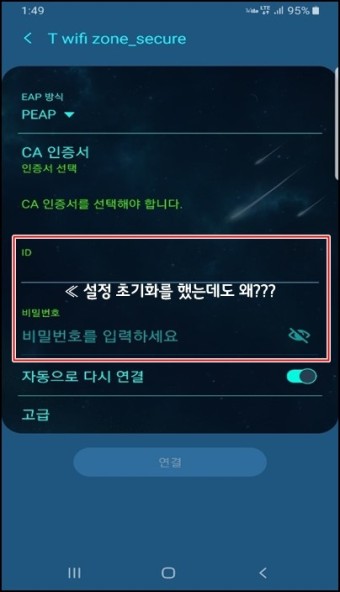 1:49
LTE 95%
T wifi zone_secure
EAP 방식
PEAP
CA 인증서
인증서 선택
CA 인증서를 선택해야 합니다.
ID
≪ 설정 초기화를 했는데도 왜???
비밀번호
비밀번호를 입력하세요
자동으로 다시 연결
고급
연결